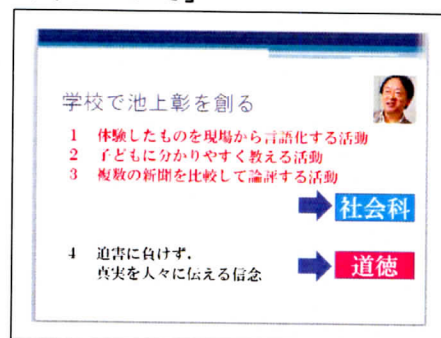 学校で池上彰を創る
1 体験したものを現場から言語化する活動
2 子どもに分かりやすく教える活動
3 複数の新聞を比較して論評する活動
社会科
4 迫害に負けず，
真実を人々に伝える信念
道徳